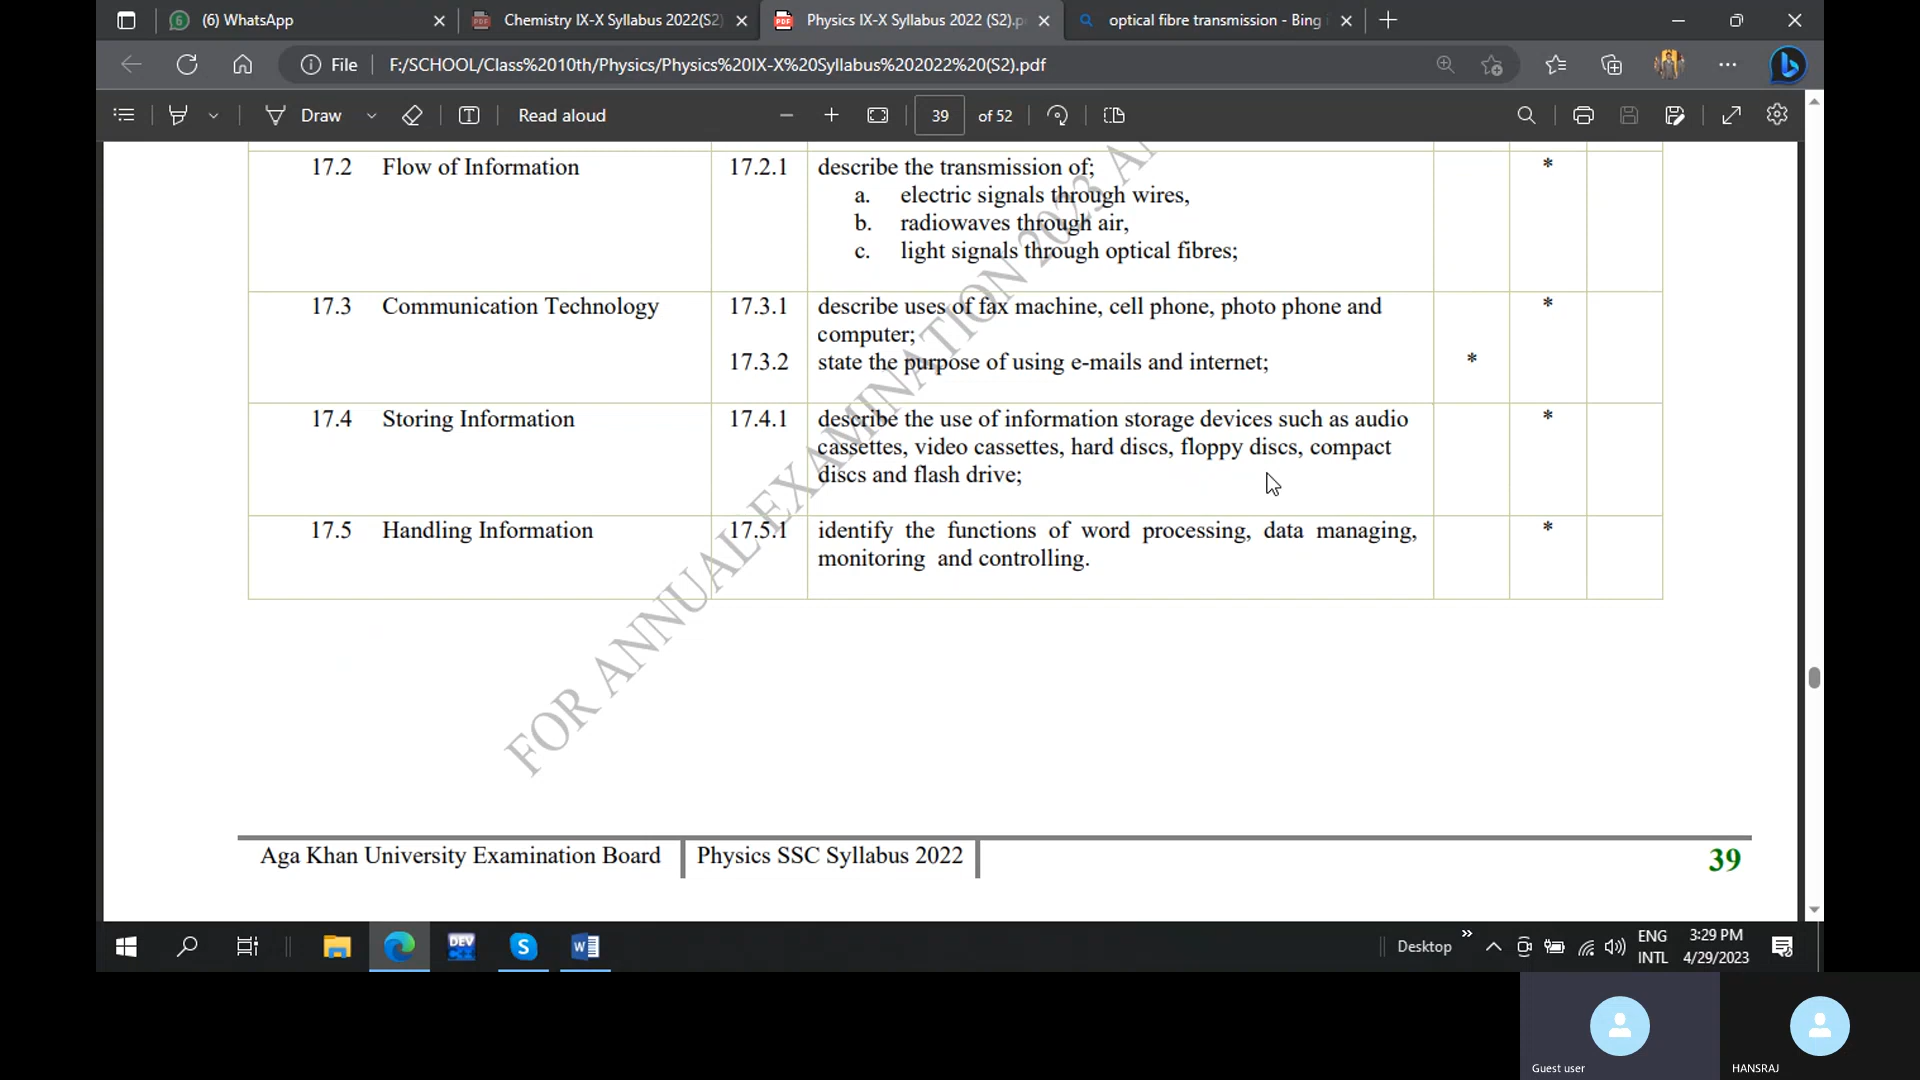 (6) WhatsApp
Chemistry IX-X Syllabus 2022(S2)
Physics IX-X Syllabus 2022 (S2).p
optical fibre transmission - Bing
File
F:/SCHOOL/Class%2010th/Physics/Physics%20IX-X%20Syllabus%202022%20(S2).pdf
Draw
Read aloud
39 of 52
17.2 Flow of Information 17.2.1 describe the transmission of; *
a. electric signals through wires,
b. radiowaves through air,
c. light signals through optical fibres;
17.3 Communication Technology 17.3.1 describe uses of fax machine, cell phone, photo phone and *
computer;
17.3.2 state the purpose of using e-mails and internet; *
17.4 Storing Information 17.4.1 describe the use of information storage devices such as audio *
cassettes, video cassettes, hard discs, floppy discs, compact
discs and flash drive;
17.5 Handling Information 17.5.1 identify the functions of word processing, data managing, *
monitoring and controlling.
FOR ANNUAL EXAMINATION 2023 A
Aga Khan University Examination Board Physics SSC Syllabus 2022 39
DEV
Desktop
ENG
INTL
3:29 PM
4/29/2023
Guest user
HANSRAJ